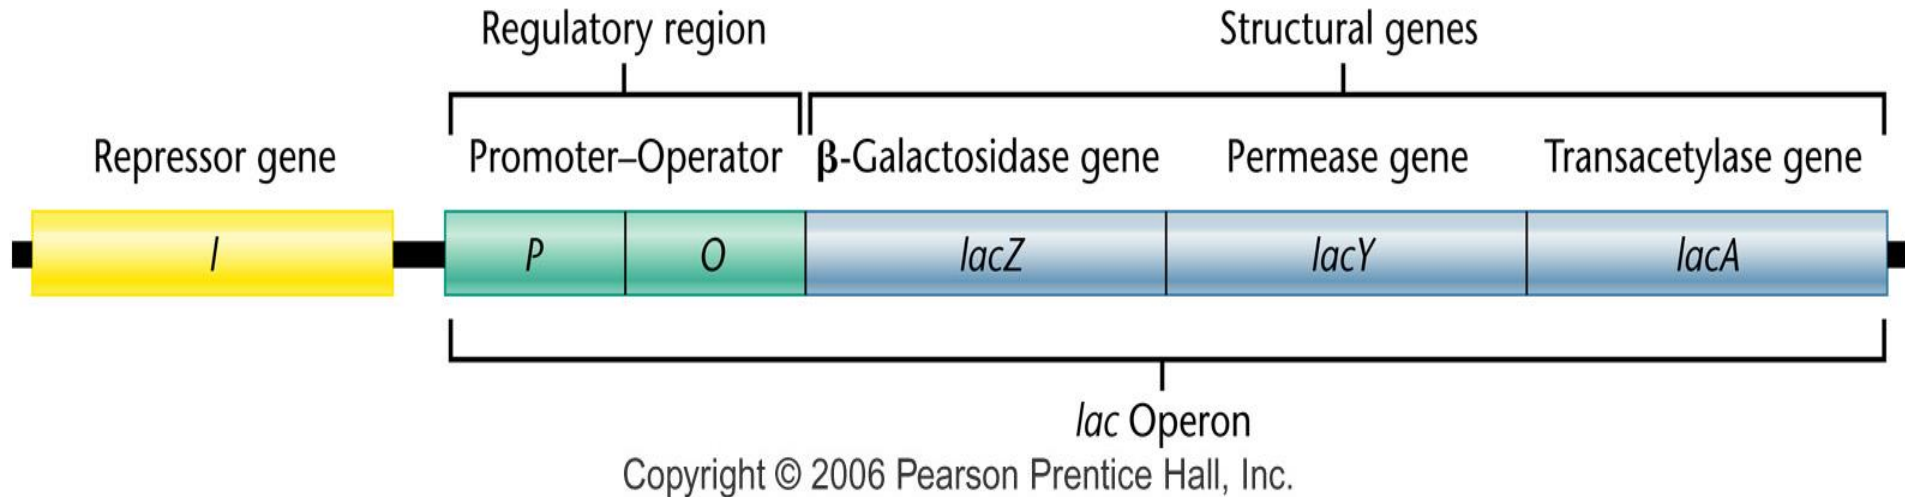 Regulatory region Structural genes
Repressor gene Promoter–Operator β-Galactosidase gene Permease gene Transacetylase gene
I P O lacZ lacY lacA
lac Operon
Copyright © 2006 Pearson Prentice Hall, Inc.